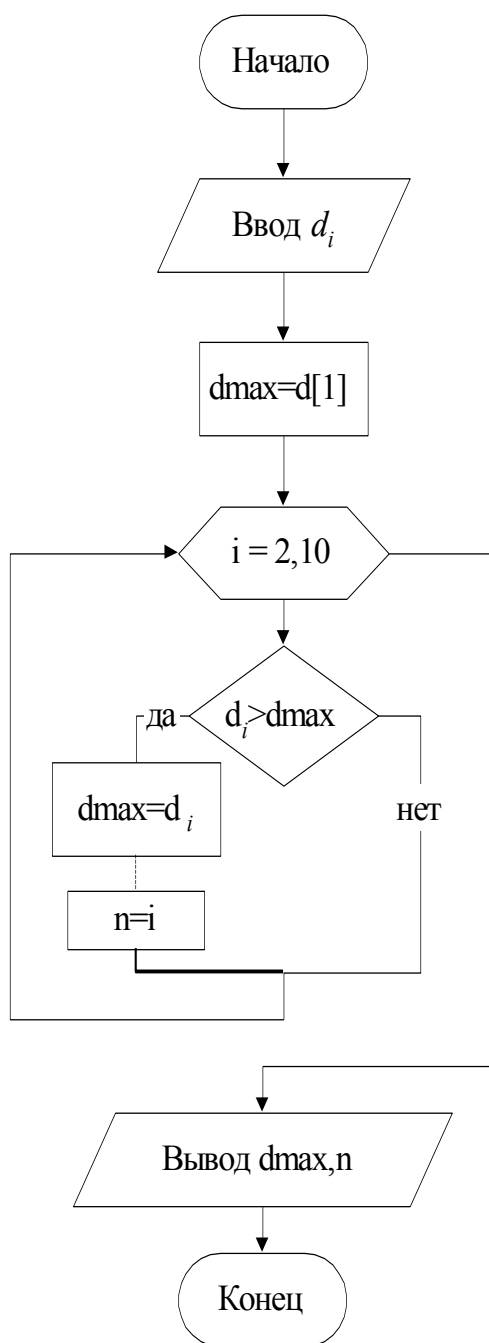 Начало
Ввод d_i
dmax=d[1]
i = 2,10
d_i>dmax
да
нет
dmax=d_i
n=i
Вывод dmax,n
Конец